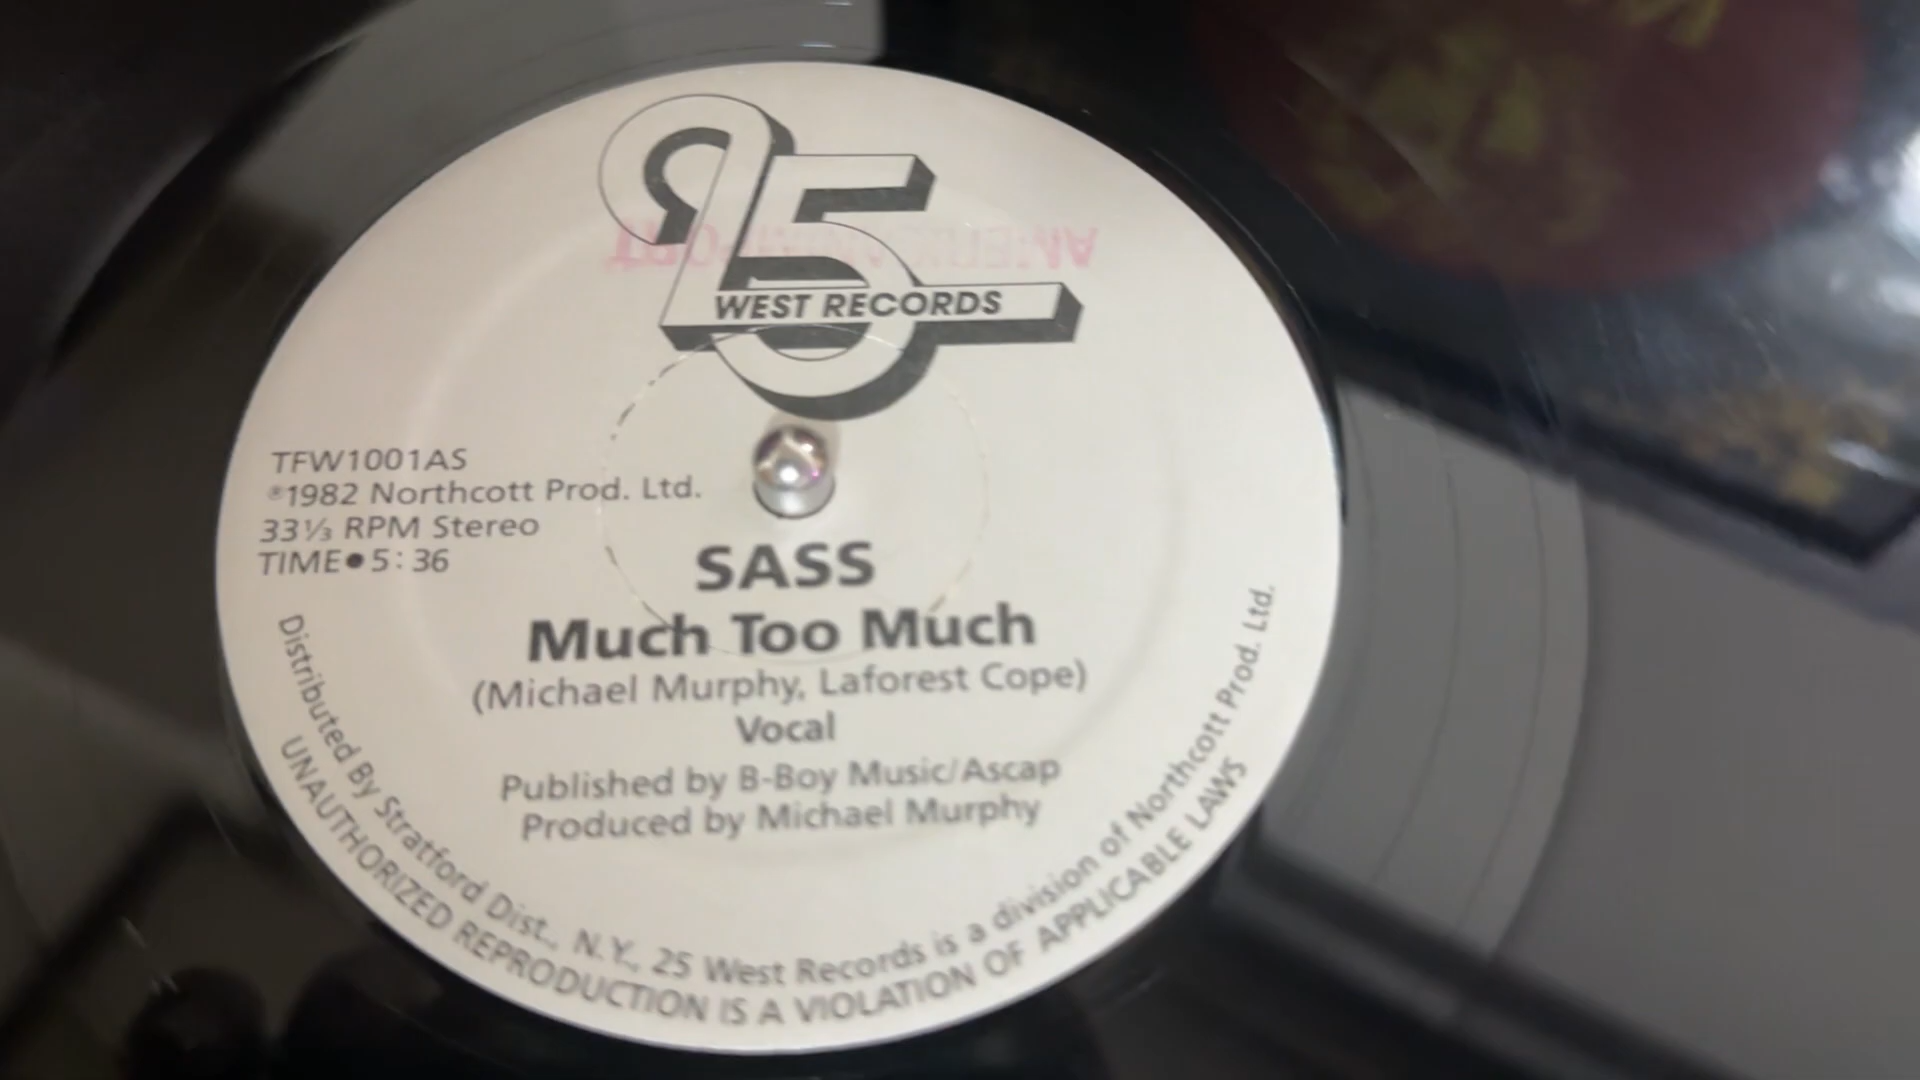 25
WEST RECORDS
TFW1001AS
℗1982 Northcott Prod. Ltd.
33⅓ RPM Stereo
TIME●5:36
SASS
Much Too Much
(Michael Murphy, Laforest Cope)
Vocal
Published by B-Boy Music/Ascap
Produced by Michael Murphy
Distributed By Stratford Dist., N.Y., 25 West Records is a division of Northcott Prod. Ltd.
UNAUTHORIZED REPRODUCTION IS A VIOLATION OF APPLICABLE LAWS